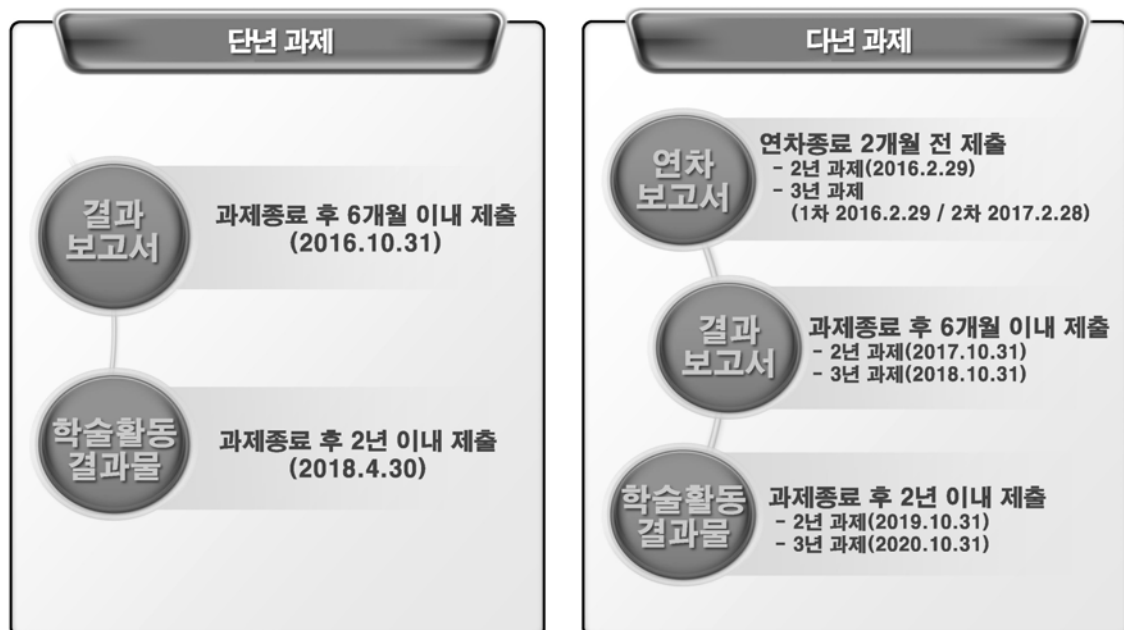 단년 과제
결과
보고서
과제종료 후 6개월 이내 제출
(2016.10.31)
학술활동
결과물
과제종료 후 2년 이내 제출
(2018.4.30)
다년 과제
연차
보고서
연차종료 2개월 전 제출
- 2년 과제(2016.2.29)
- 3년 과제
(1차 2016.2.29 / 2차 2017.2.28)
결과
보고서
과제종료 후 6개월 이내 제출
- 2년 과제(2017.10.31)
- 3년 과제(2018.10.31)
학술활동
결과물
과제종료 후 2년 이내 제출
- 2년 과제(2019.10.31)
- 3년 과제(2020.10.31)